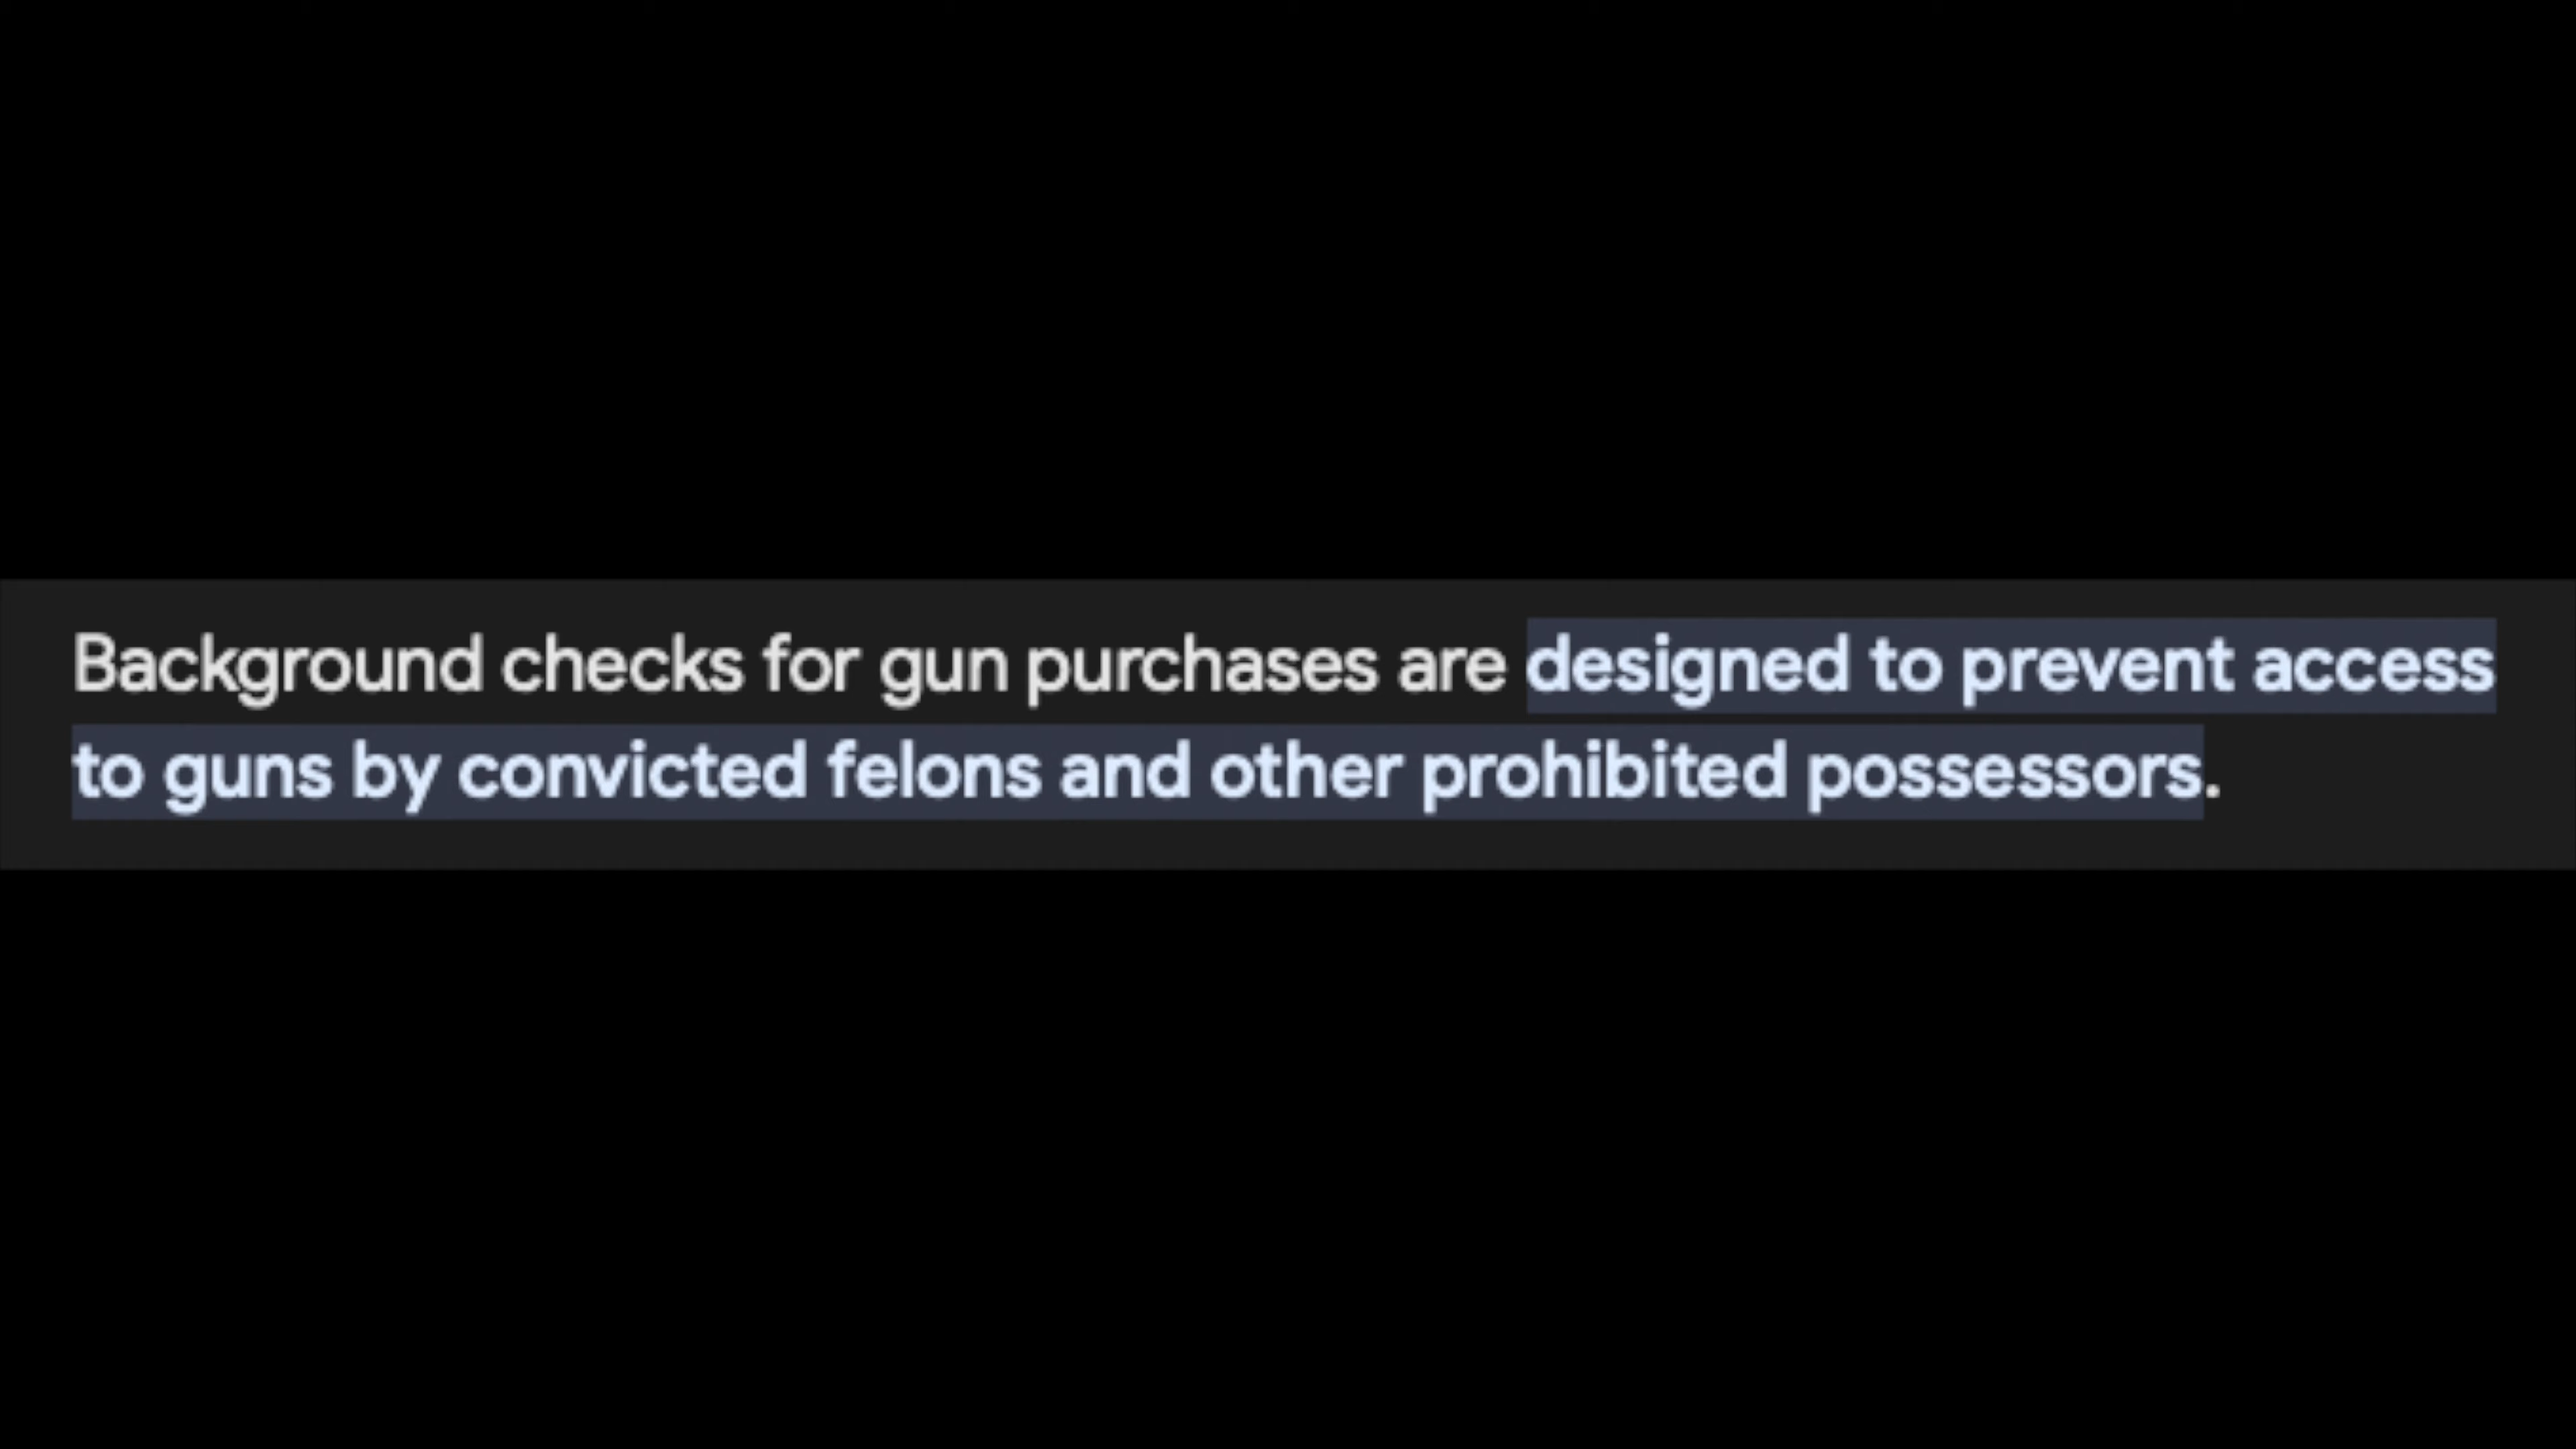 Background checks for gun purchases are designed to prevent access
to guns by convicted felons and other prohibited possessors.